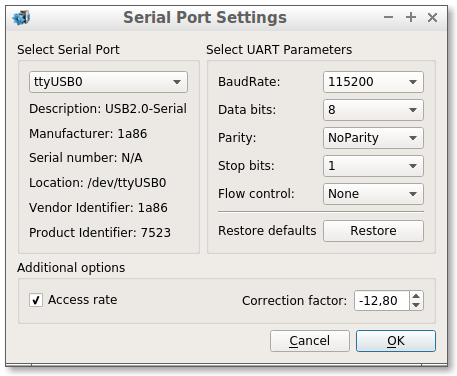 Serial Port Settings
Select Serial Port
ttyUSB0
Description: USB2.0-Serial
Manufacturer: 1a86
Serial number: N/A
Location: /dev/ttyUSB0
Vendor Identifier: 1a86
Product Identifier: 7523
Select UART Parameters
BaudRate: 115200
Data bits: 8
Parity: NoParity
Stop bits: 1
Flow control: None
Restore defaults Restore
Additional options
Access rate Correction factor: -12,80
Cancel OK